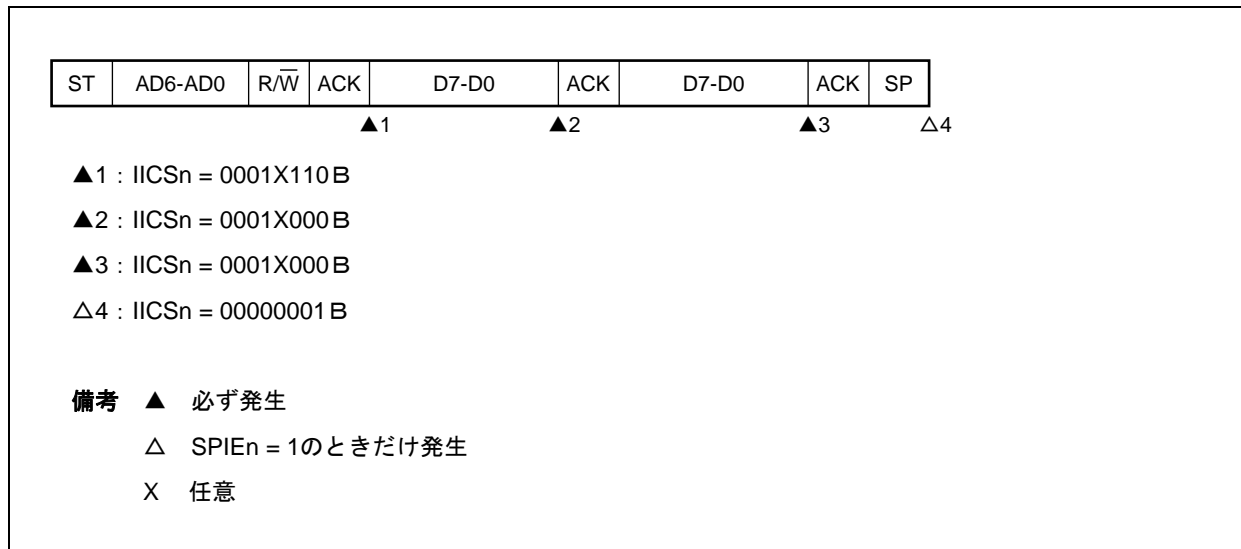 ST AD6-AD0 R/W̅ ACK D7-D0 ACK D7-D0 ACK SP
▲1 ▲2 ▲3 △4
▲1：IICSn = 0001X110B
▲2：IICSn = 0001X000B
▲3：IICSn = 0001X000B
△4：IICSn = 00000001B
備考 ▲ 必ず発生
△ SPIEn = 1のときだけ発生
X 任意